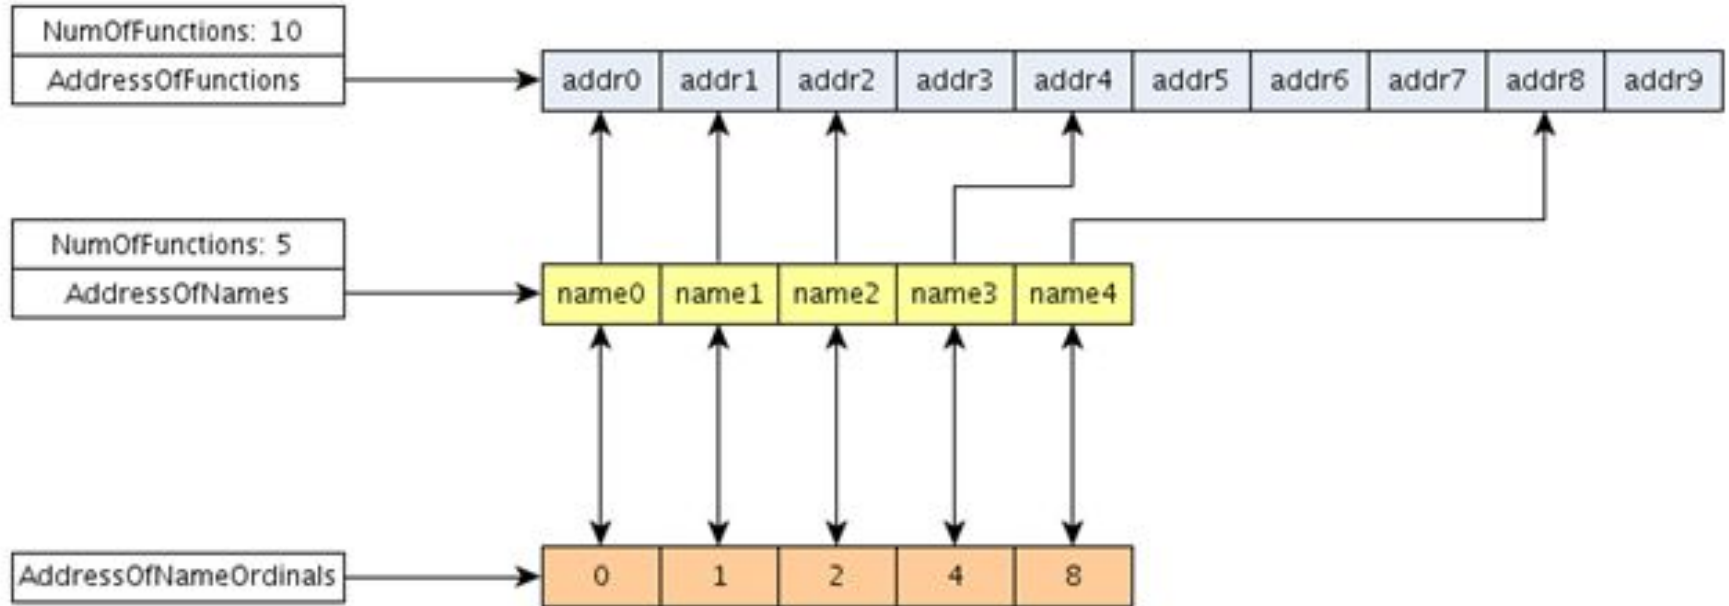 NumOfFunctions: 10
AddressOfFunctions
addr0 addr1 addr2 addr3 addr4 addr5 addr6 addr7 addr8 addr9
NumOfFunctions: 5
AddressOfNames
name0 name1 name2 name3 name4
AddressOfNameOrdinals
0 1 2 4 8